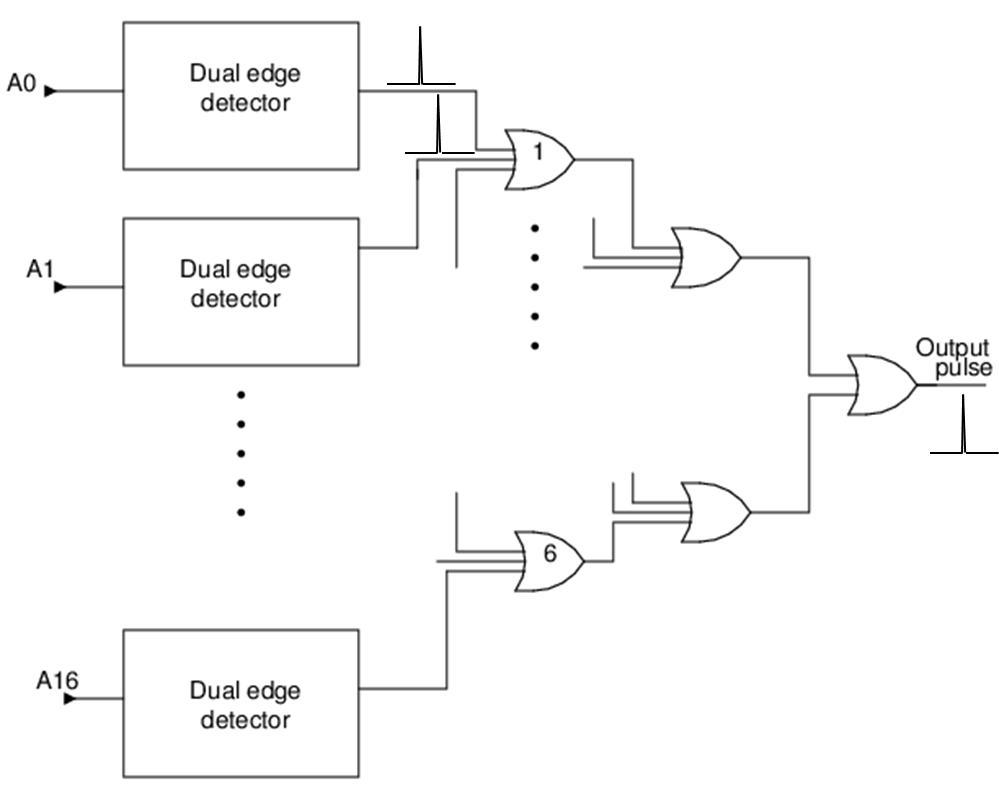 A0
Dual edge
detector
1
A1
Dual edge
detector
Output
pulse
6
A16
Dual edge
detector